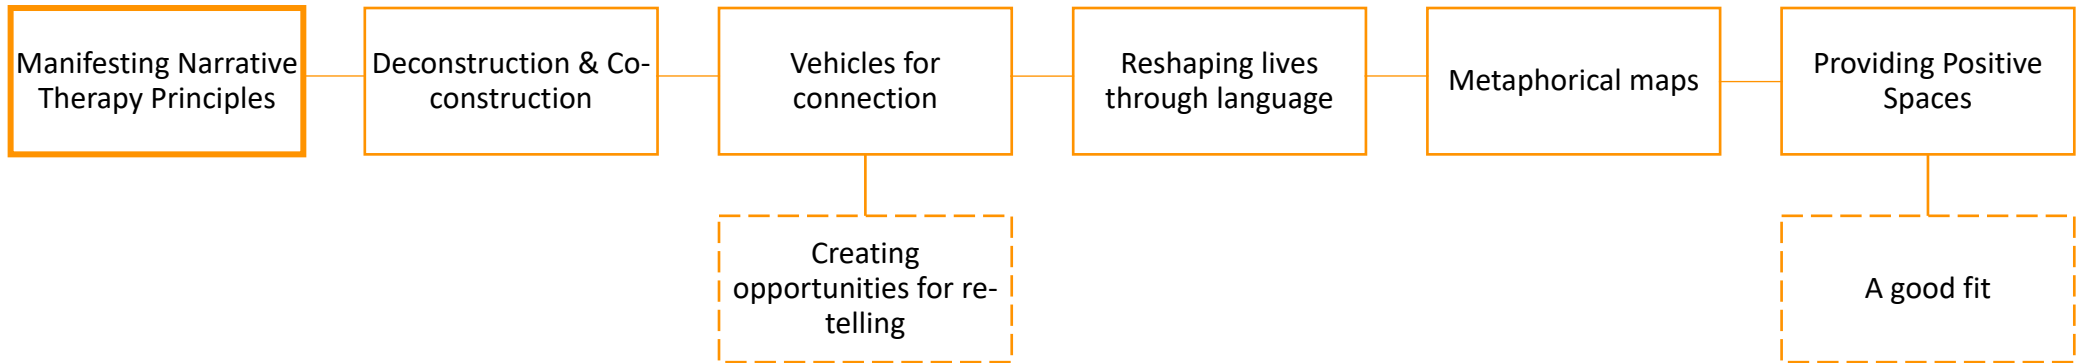 Manifesting Narrative
Therapy Principles
Deconstruction & Co-
construction
Vehicles for
connection
Reshaping lives
through language
Metaphorical maps
Providing Positive
Spaces
Creating
opportunities for re-
telling
A good fit